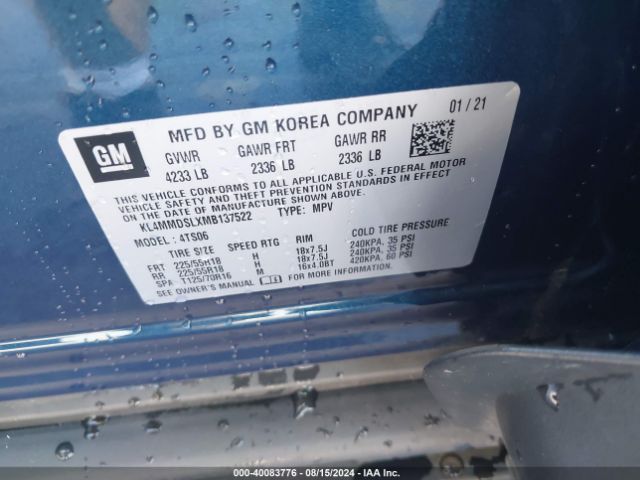 GM
MFD BY GM KOREA COMPANY 01 / 21
GVWR GAWR FRT GAWR RR
4233 LB 2336 LB 2336 LB
THIS VEHICLE CONFORMS TO ALL APPLICABLE U.S. FEDERAL MOTOR
VEHICLE SAFETY AND THEFT PREVENTION STANDARDS IN EFFECT
ON THE DATE OF MANUFACTURE SHOWN ABOVE.
KL4MMDSLXMB137522 TYPE: MPV
MODEL: 4TS06
TIRE SIZE SPEED RTG RIM COLD TIRE PRESSURE
FRT 225/55H18 H 18x7.5J 240KPA, 35 PSI
RR 225/55R18 H 18x7.5J 240KPA, 35 PSI
SPA T125/70R16 M 16x4.0BT 420KPA, 60 PSI
SEE OWNER'S MANUAL FOR MORE INFORMATION
000-40083776 - 08/15/2024 - IAA Inc.